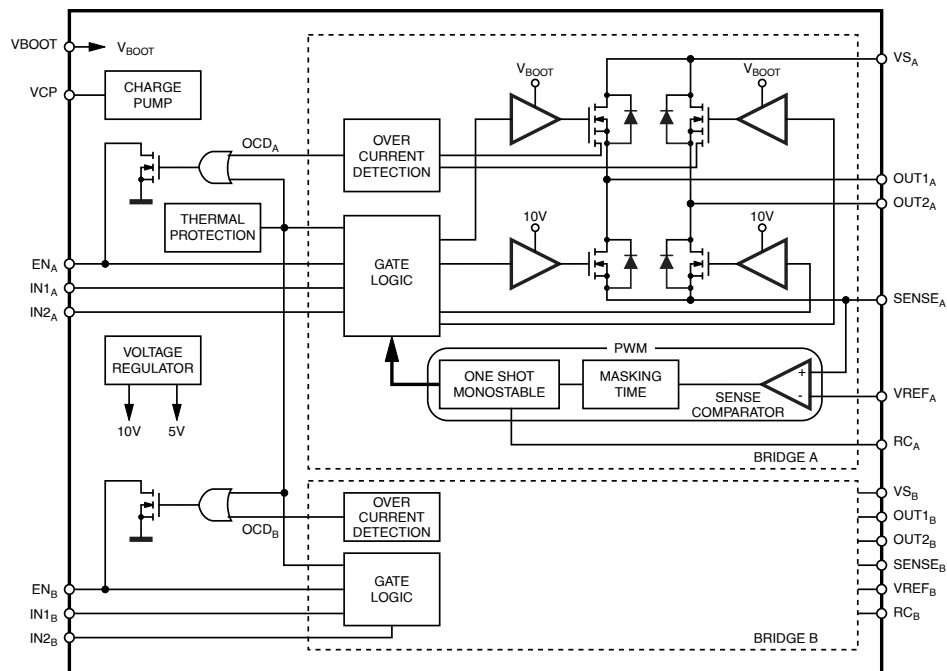 VBOOT
VBOOT
VCP
CHARGE
PUMP
VBOOT
VBOOT
VSA
OCDA
OVER
CURRENT
DETECTION
OUT1A
OUT2A
THERMAL
PROTECTION
10V
10V
ENA
GATE
LOGIC
IN1A
IN2A
SENSEA
VOLTAGE
REGULATOR
10V
5V
PWM
ONE SHOT
MONOSTABLE
MASKING
TIME
+
-
SENSE
COMPARATOR
VREFA
RCA
BRIDGE A
OCDB
OVER
CURRENT
DETECTION
VSB
OUT1B
OUT2B
SENSEB
VREFB
RCB
ENB
GATE
LOGIC
IN1B
IN2B
BRIDGE B